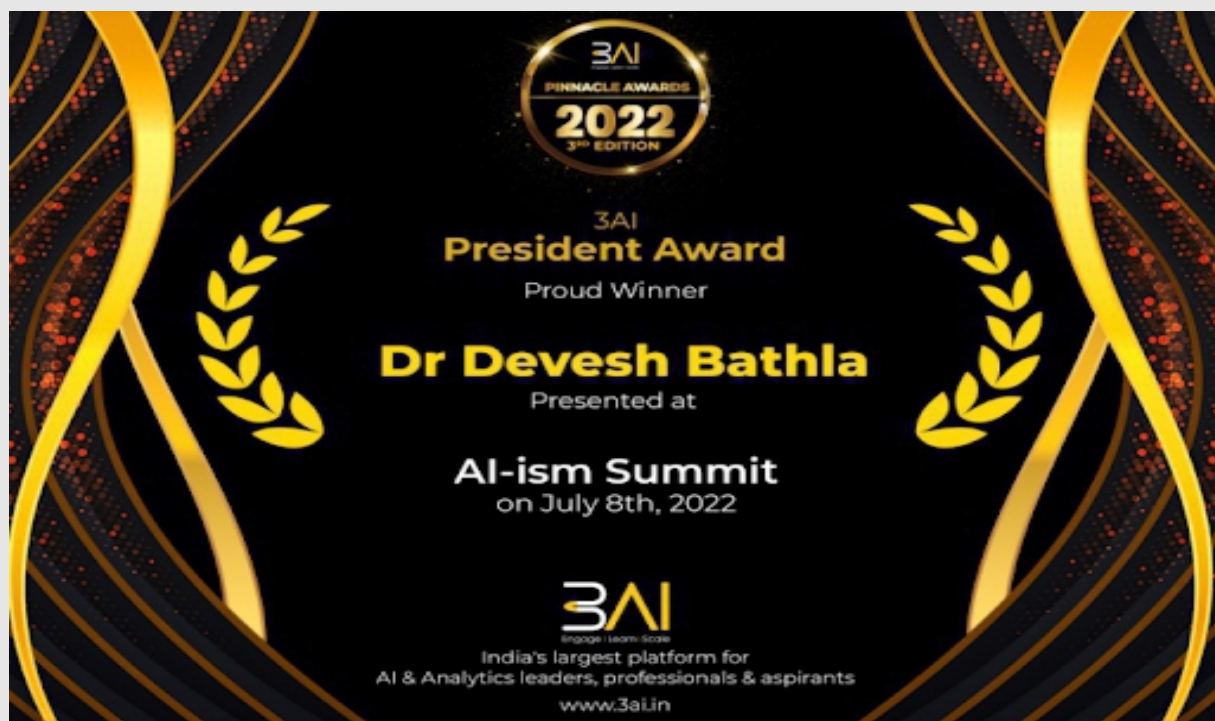 3AI
PINNACLE AWARDS
2022
3RD EDITION
3AI
President Award
Proud Winner
Dr Devesh Bathla
Presented at
AI-ism Summit
on July 8th, 2022
3AI
Engage | Learn | Scale
India's largest platform for
AI & Analytics leaders, professionals & aspirants
www.3ai.in